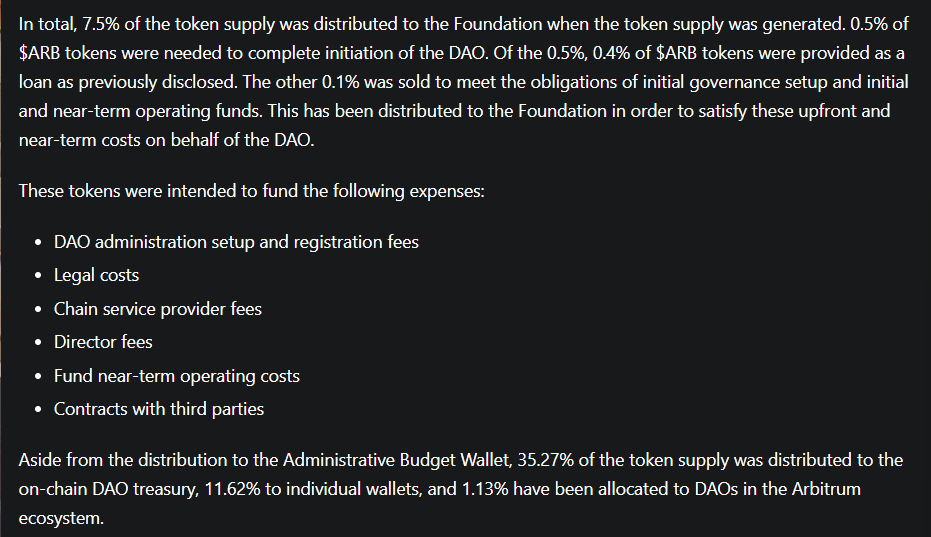 In total, 7.5% of the token supply was distributed to the Foundation when the token supply was generated. 0.5% of
$ARB tokens were needed to complete initiation of the DAO. Of the 0.5%, 0.4% of $ARB tokens were provided as a
loan as previously disclosed. The other 0.1% was sold to meet the obligations of initial governance setup and initial
and near-term operating funds. This has been distributed to the Foundation in order to satisfy these upfront and
near-term costs on behalf of the DAO.
These tokens were intended to fund the following expenses:
• DAO administration setup and registration fees
• Legal costs
• Chain service provider fees
• Director fees
• Fund near-term operating costs
• Contracts with third parties
Aside from the distribution to the Administrative Budget Wallet, 35.27% of the token supply was distributed to the
on-chain DAO treasury, 11.62% to individual wallets, and 1.13% have been allocated to DAOs in the Arbitrum
ecosystem.